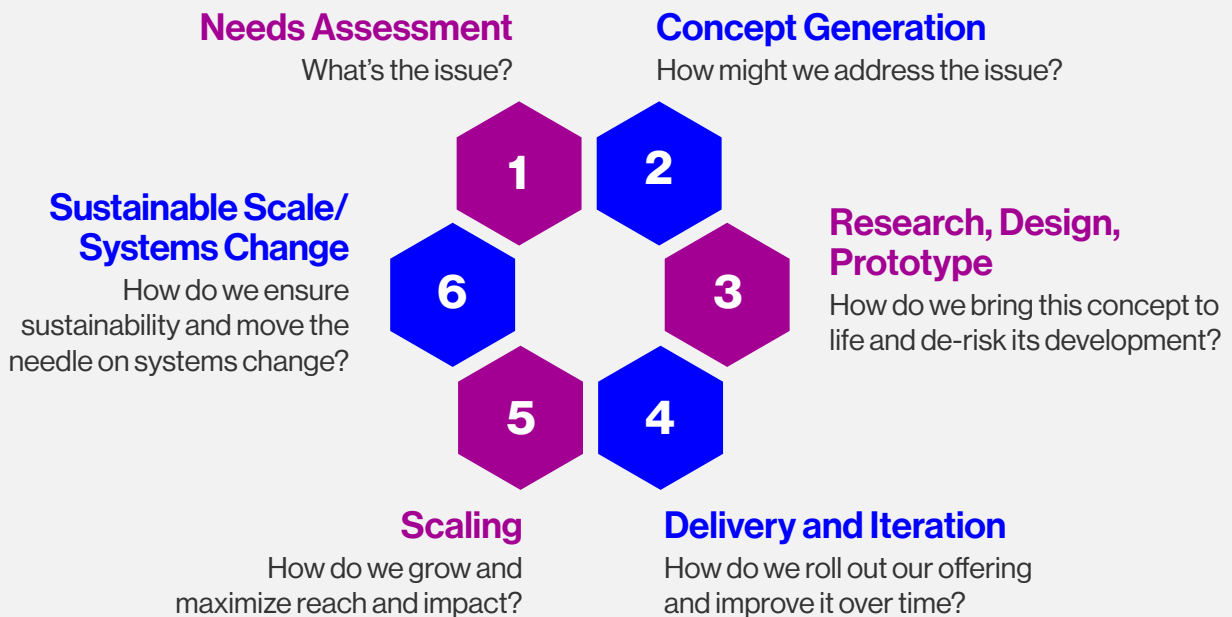 Needs Assessment
What’s the issue?
Concept Generation
How might we address the issue?
1
2
Sustainable Scale/
Systems Change
How do we ensure
sustainability and move the
needle on systems change?
6
3
Research, Design,
Prototype
How do we bring this concept to
life and de-risk its development?
5
4
Scaling
How do we grow and
maximize reach and impact?
Delivery and Iteration
How do we roll out our offering
and improve it over time?